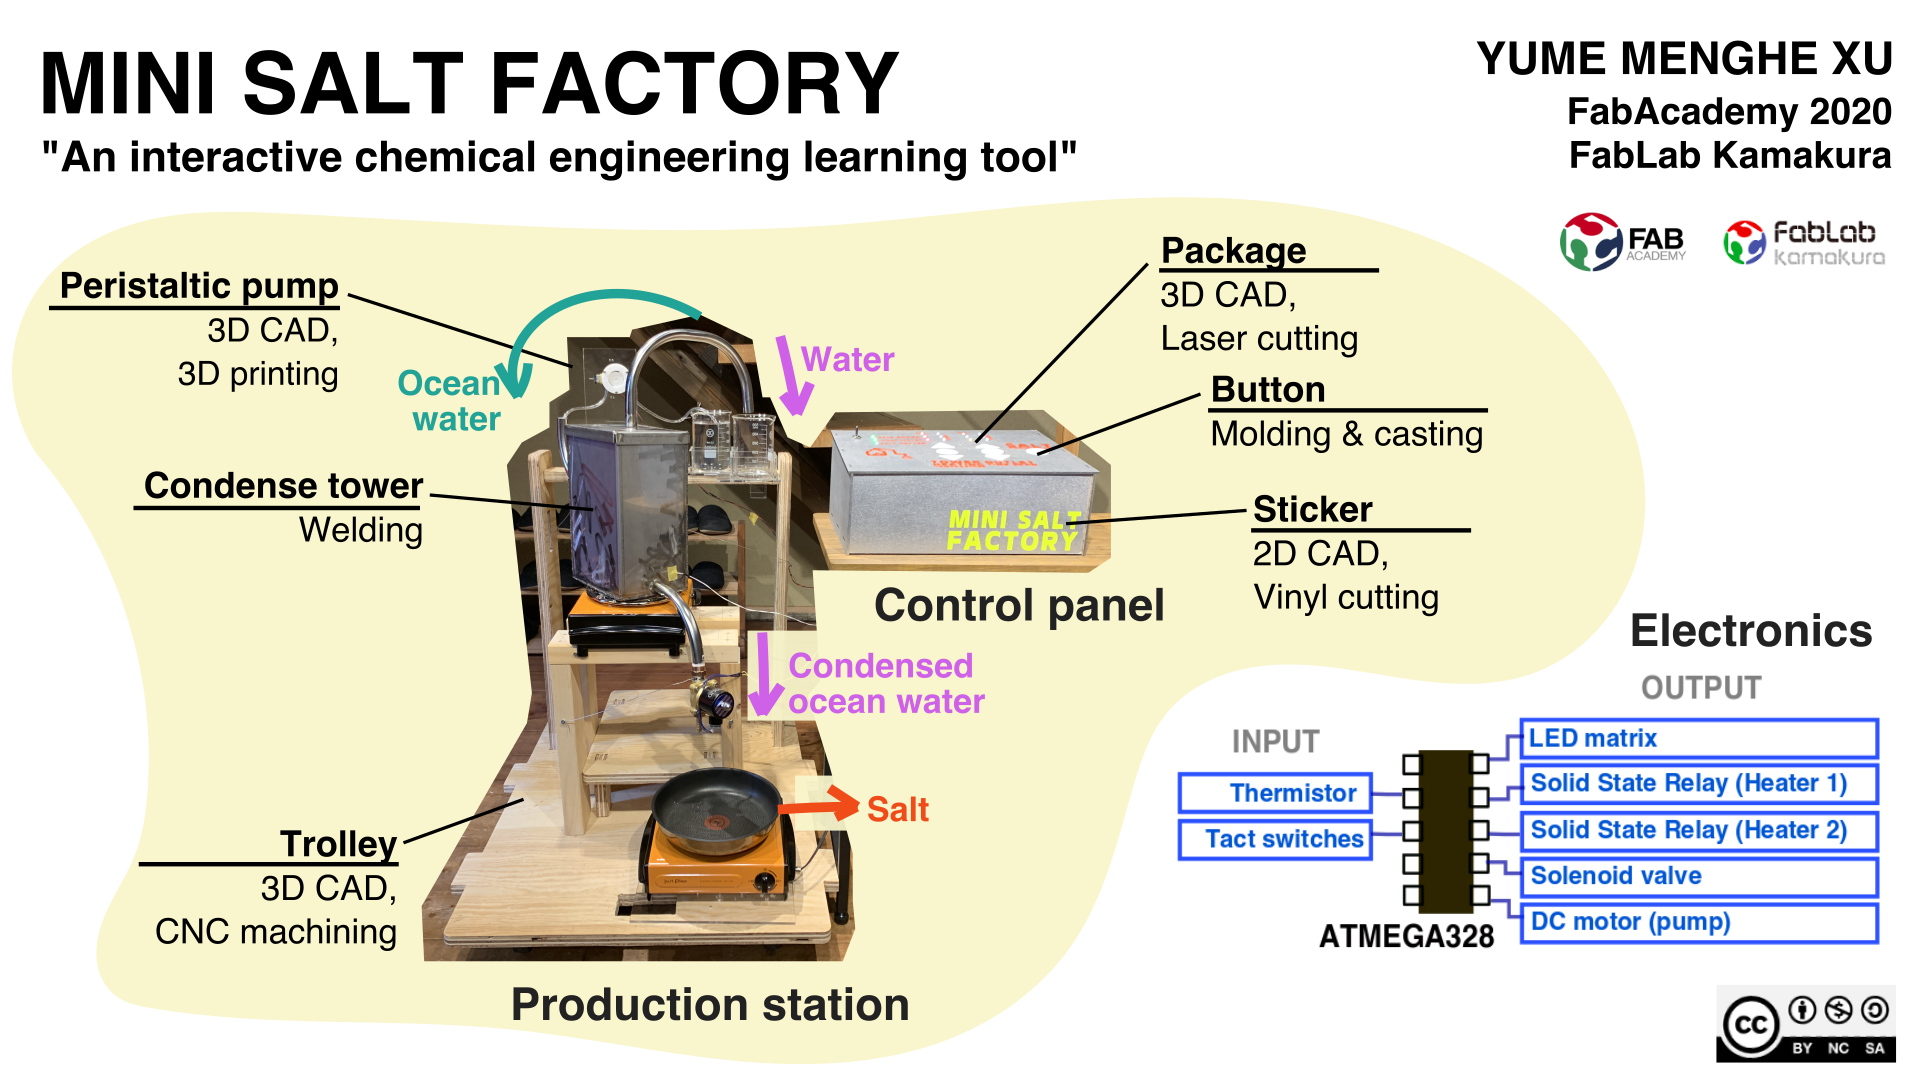 MINI SALT FACTORY
"An interactive chemical engineering learning tool"
YUME MENGHE XU
FabAcademy 2020
FabLab Kamakura
FAB
ACADEMY
FabLab
kamakura
Peristaltic pump
3D CAD,
3D printing
Ocean
water
Water
Condense tower
Welding
Package
3D CAD,
Laser cutting
Button
Molding & casting
Sticker
2D CAD,
Vinyl cutting
SALT
MINI SALT
FACTORY
Control panel
Condensed
ocean water
Salt
Trolley
3D CAD,
CNC machining
Production station
Electronics
OUTPUT
INPUT
LED matrix
Solid State Relay (Heater 1)
Thermistor
Solid State Relay (Heater 2)
Tact switches
Solenoid valve
DC motor (pump)
ATMEGA328
CC
BY NC SA